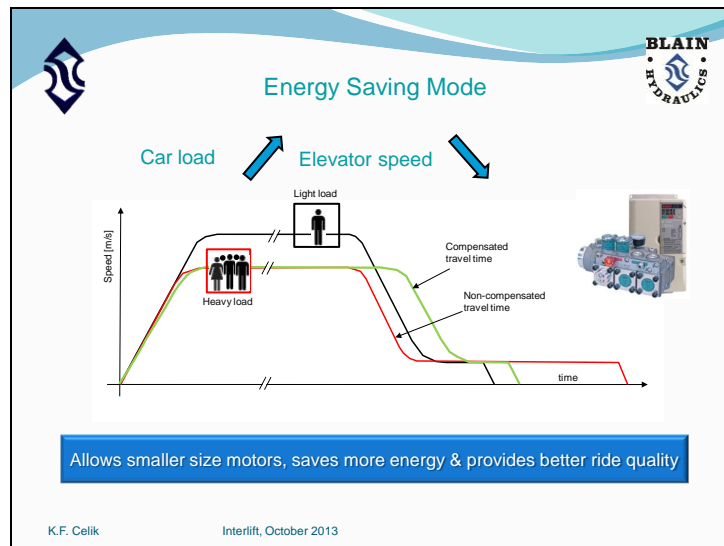 BLAIN
HYDRAULICS
Energy Saving Mode
Car load
Elevator speed
Light load
Speed [m/s]
Heavy load
Compensated
travel time
Non-compensated
travel time
time
Allows smaller size motors, saves more energy & provides better ride quality
K.F. Celik
Interlift, October 2013